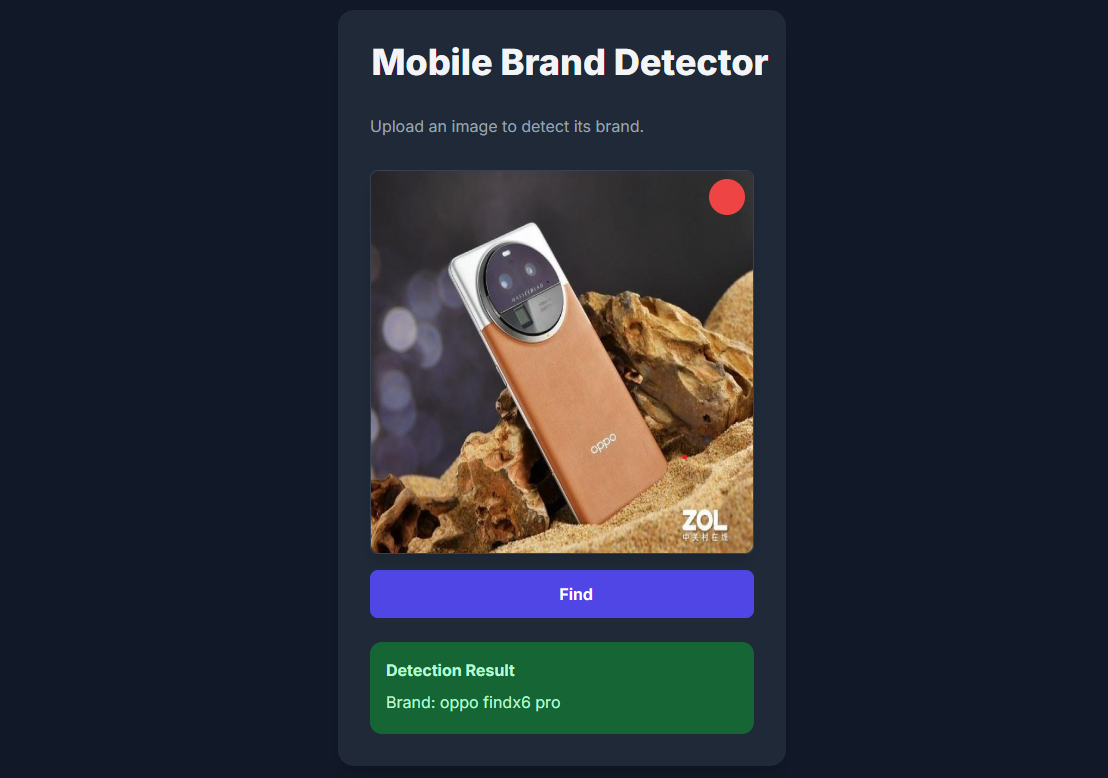 Mobile Brand Detector
Upload an image to detect its brand.
HASSELBLAD
oppo
ZOL
中关村在线
Find
Detection Result
Brand: oppo findx6 pro